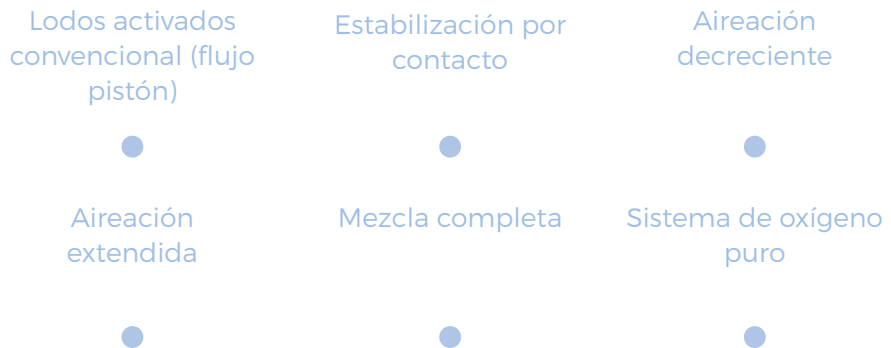 Lodos activados
convencional (flujo
pistón)
Estabilización por
contacto
Aireación
decreciente
Aireación
extendida
Mezcla completa
Sistema de oxígeno
puro